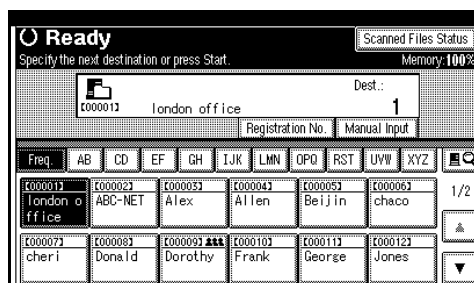 Ready
Scanned Files Status
Specify the next destination or press Start.
Memory:100%
Dest.:
[00001]
london office
1
Registration No.
Manual Input
Freq. AB CD EF GH IJK LMN OPQ RST UVW XYZ
[00001] [00002] [00003] [00004] [00005] [00006]
london o ABC-NET Alex Allen Beijin chaco
ffice
1/2
[00007] [00008] [00009] [00010] [00011] [00012]
cheri Donald Dorothy Frank George Jones